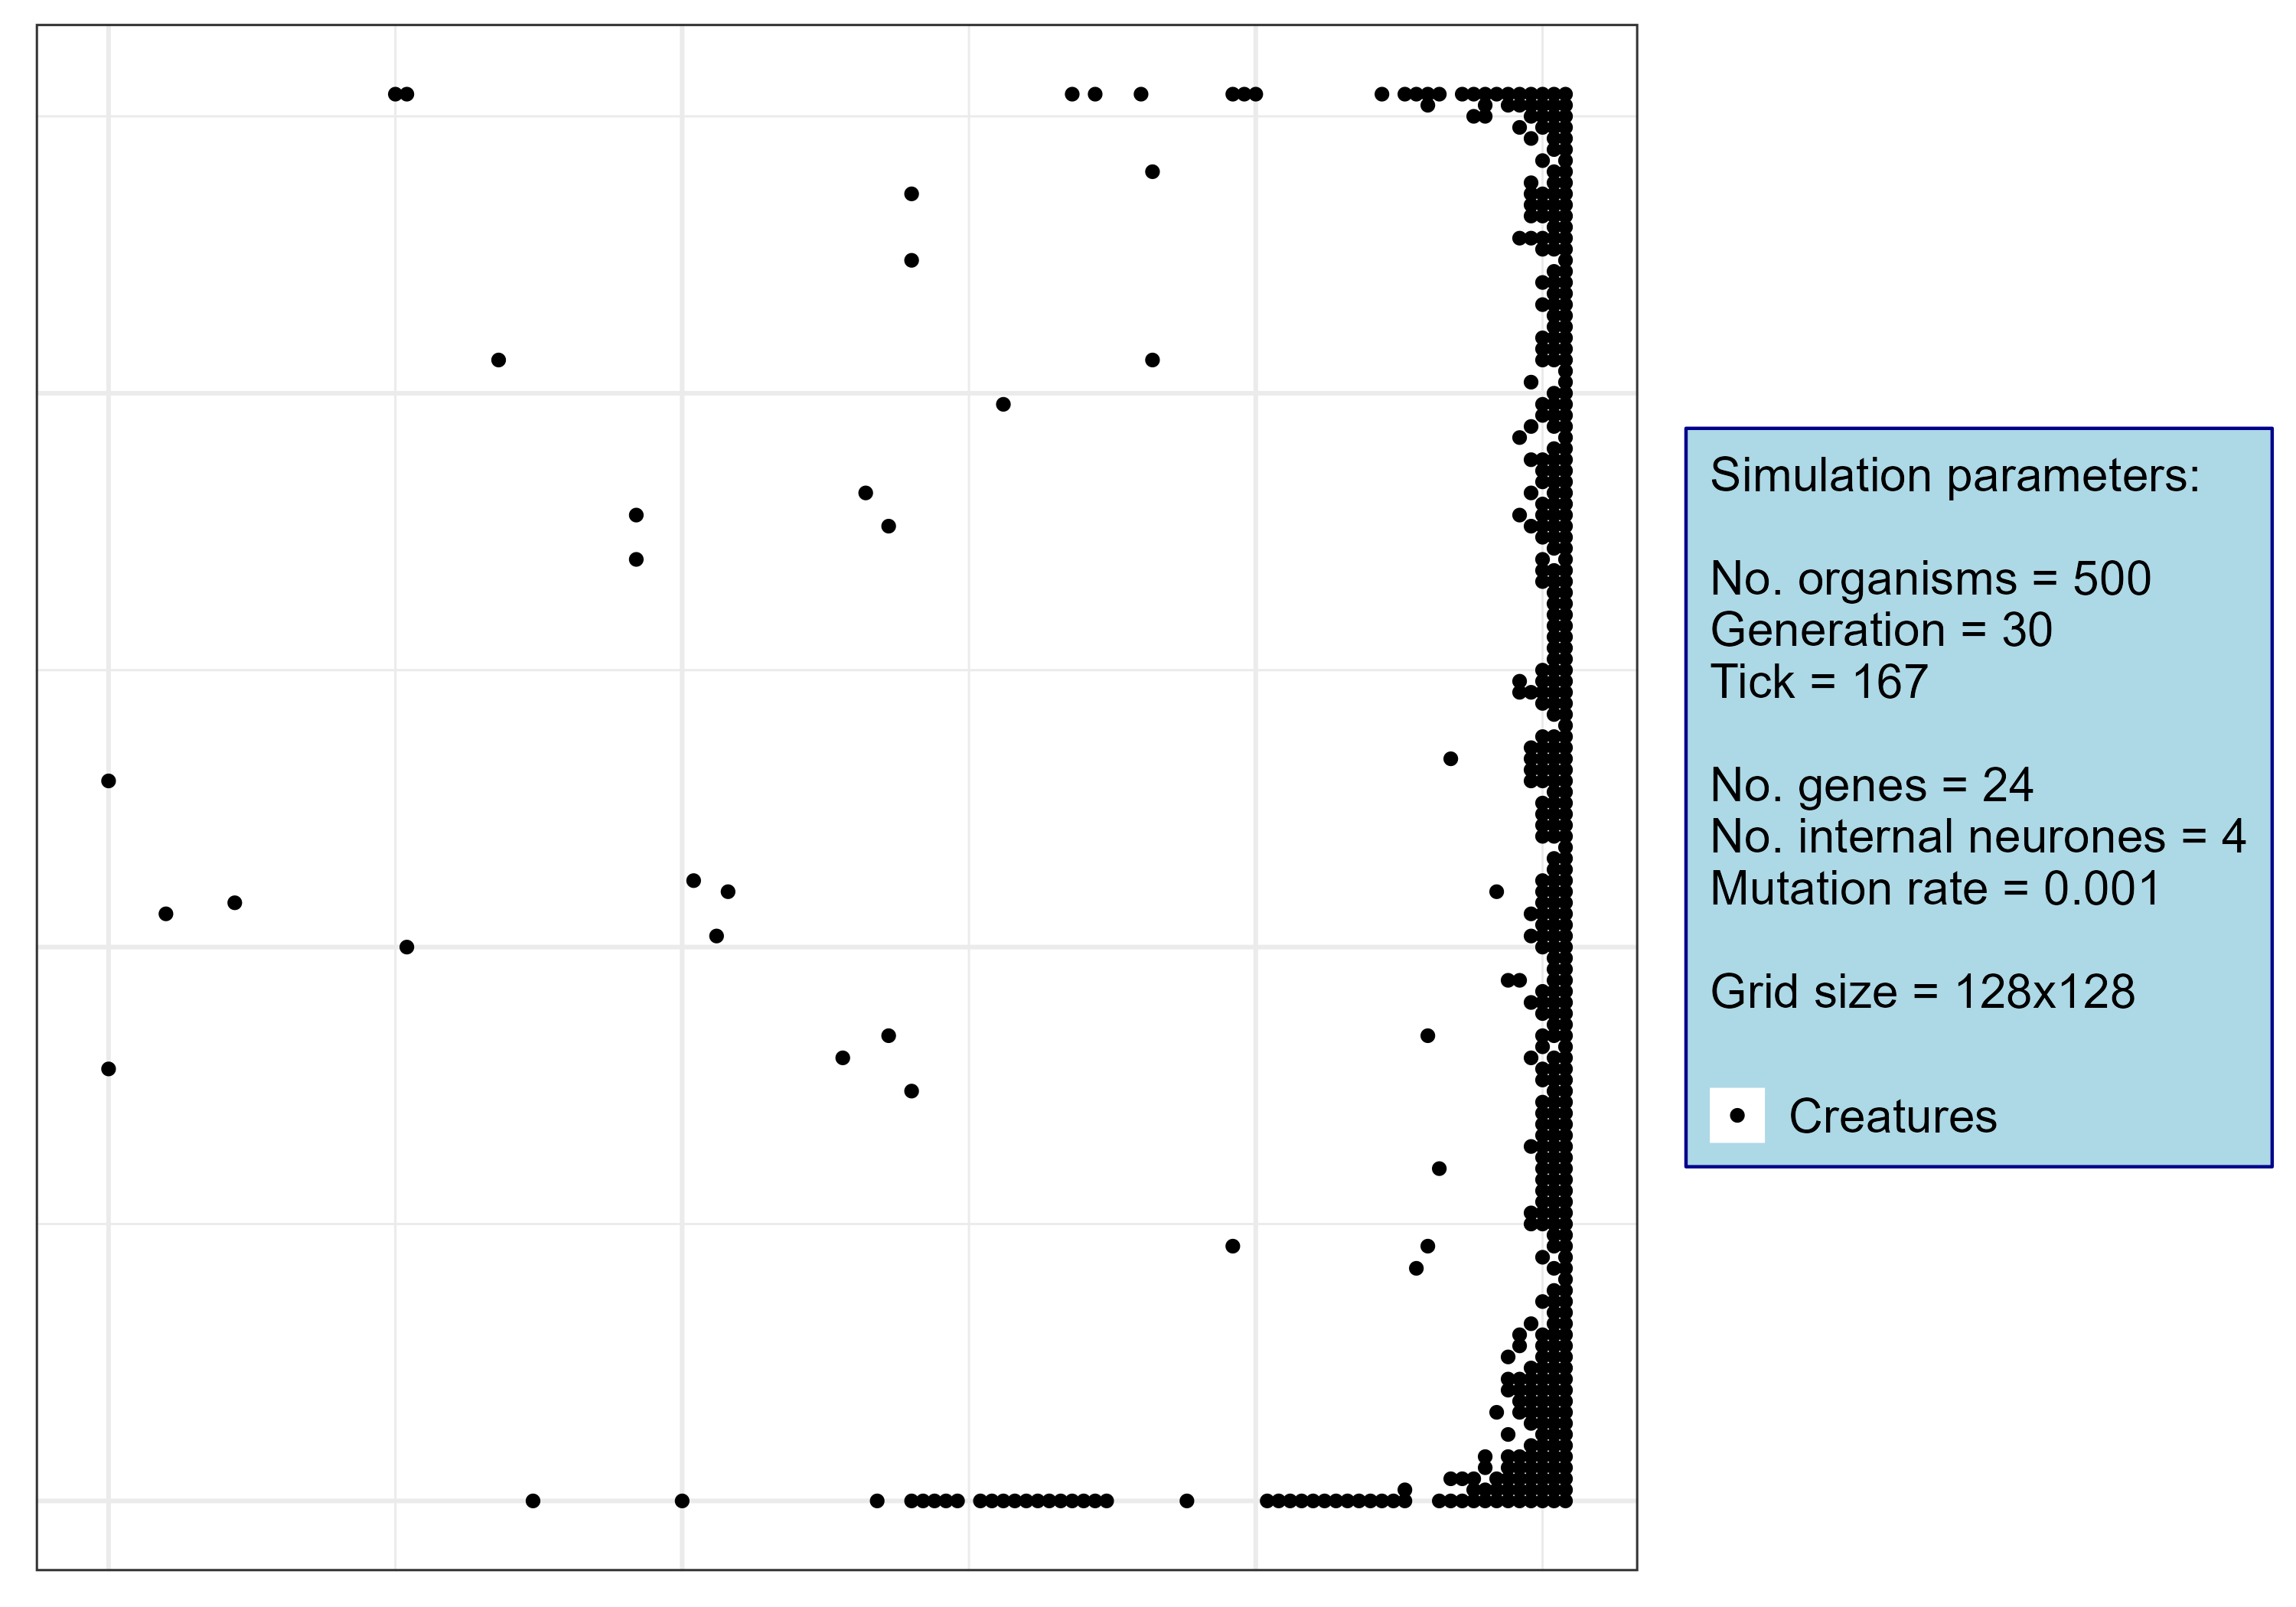 Simulation parameters:
No. organisms = 500
Generation = 30
Tick = 167
No. genes = 24
No. internal neurones = 4
Mutation rate = 0.001
Grid size = 128x128
Creatures